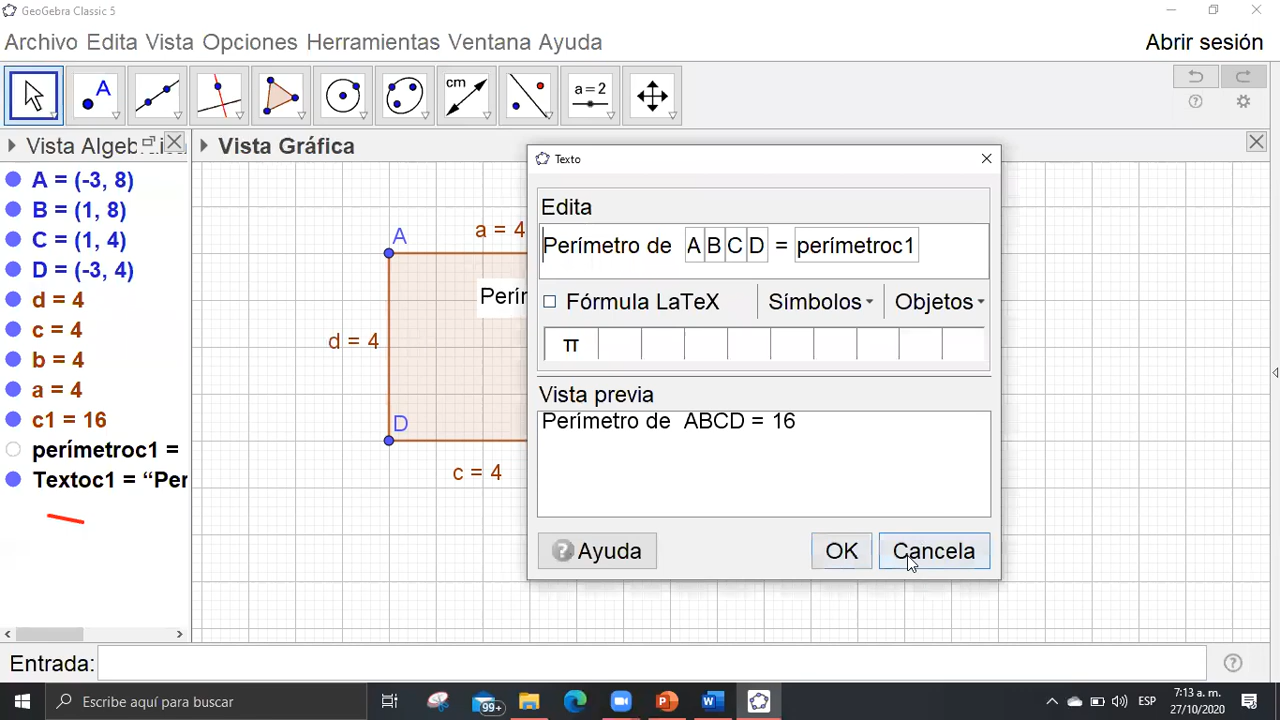 GeoGebra Classic 5
Archivo Edita Vista Opciones Herramientas Ventana Ayuda
Abrir sesión
A
cm
a=2
Vista Algeb
Vista Gráfica
A = (-3, 8)
B = (1, 8)
C = (1, 4)
D = (-3, 4)
d = 4
c = 4
b = 4
a = 4
c1 = 16
perímetroc1 =
Textoc1 = “Per
A
a = 4
Perír
d = 4
D
c = 4
Texto
Edita
Perímetro de A B C D = perímetroc1
Fórmula LaTeX
Símbolos
Objetos
π
Vista previa
Perímetro de ABCD = 16
? Ayuda
OK
Cancela
Entrada:
Escribe aquí para buscar
99+
ESP
7:13 a. m.
27/10/2020